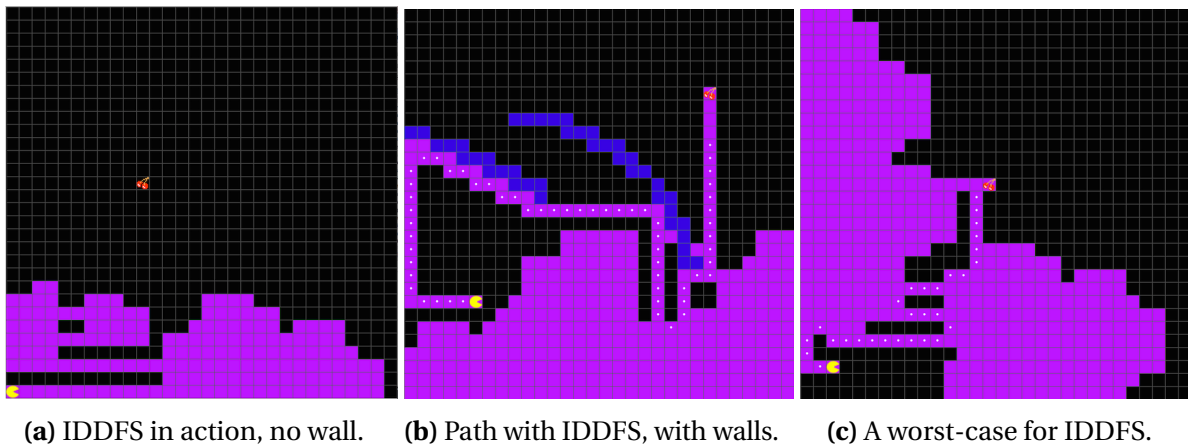 (a) IDDFS in action, no wall.
(b) Path with IDDFS, with walls.
(c) A worst-case for IDDFS.